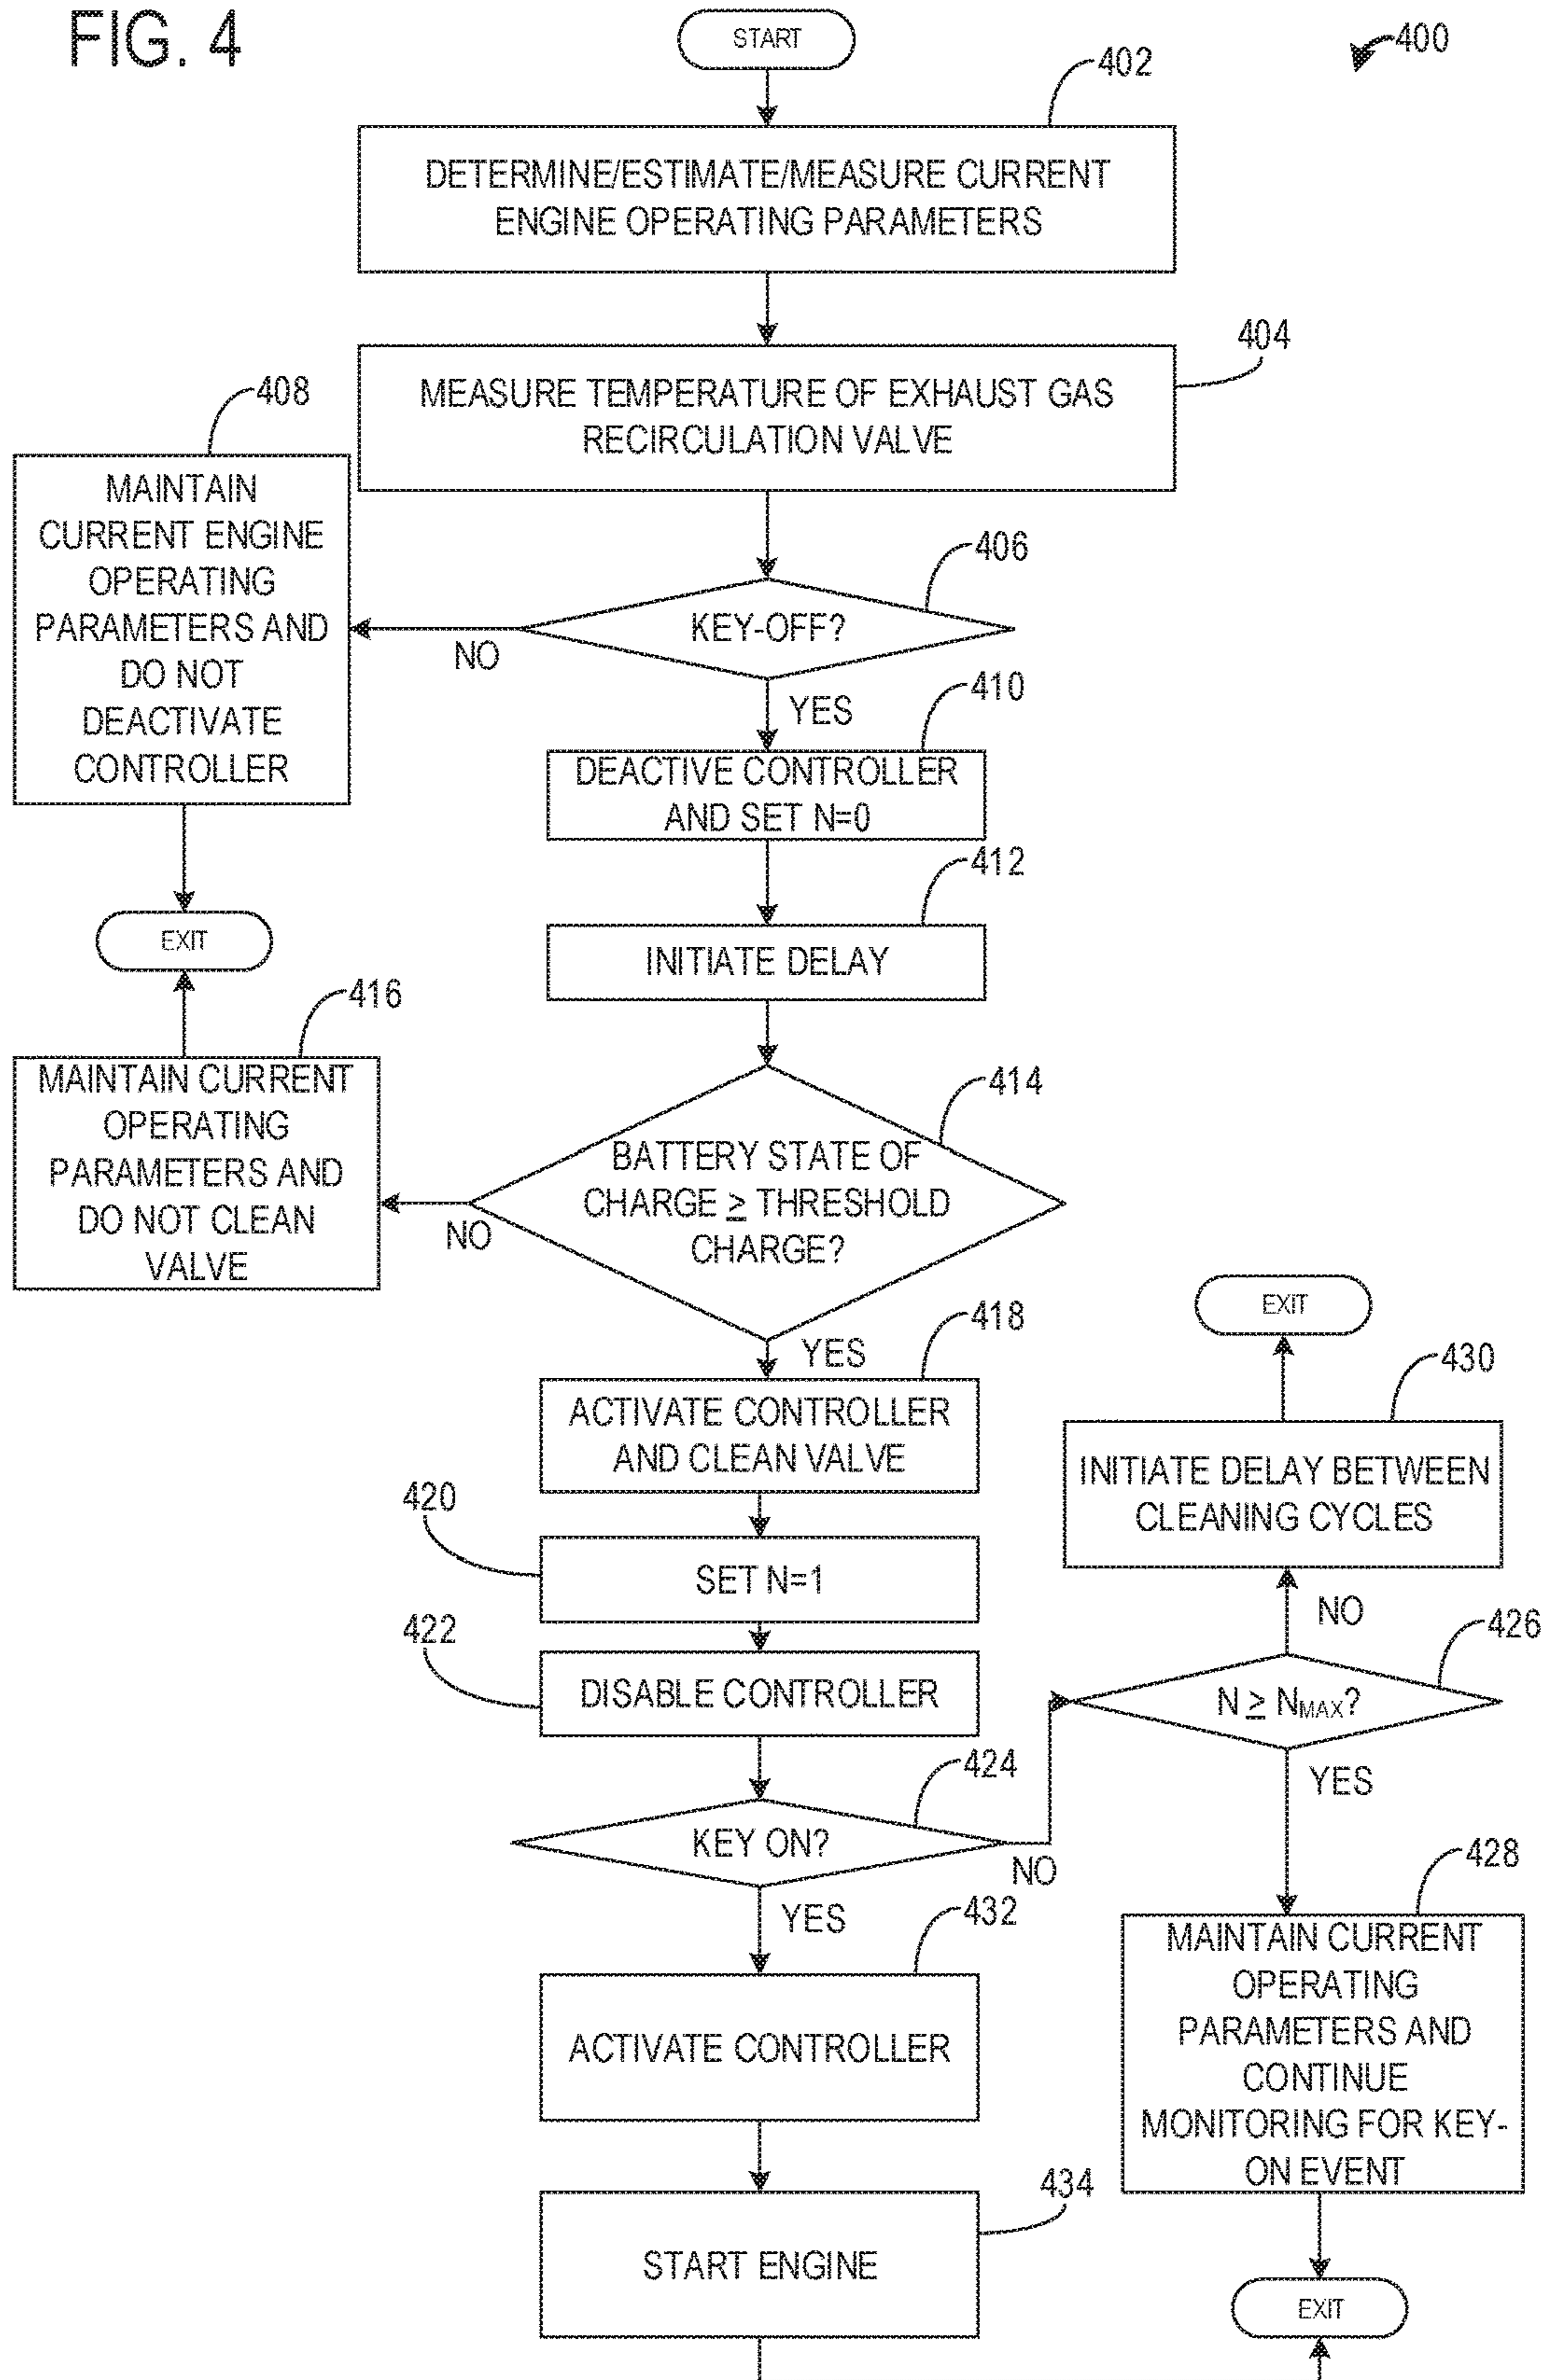 FIG. 4
START
400
402
DETERMINE/ESTIMATE/MEASURE CURRENT
ENGINE OPERATING PARAMETERS
404
MEASURE TEMPERATURE OF EXHAUST GAS
RECIRCULATION VALVE
408
MAINTAIN
CURRENT ENGINE
OPERATING
PARAMETERS AND
DO NOT
DEACTIVATE
CONTROLLER
406
KEY-OFF?
NO
YES
410
DEACTIVE CONTROLLER
AND SET N=0
412
EXIT
INITIATE DELAY
416
MAINTAIN CURRENT
OPERATING
PARAMETERS AND
DO NOT CLEAN
VALVE
414
BATTERY STATE OF
CHARGE ≥ THRESHOLD
CHARGE?
NO
YES
418
ACTIVATE CONTROLLER
AND CLEAN VALVE
420
SET N=1
422
DISABLE CONTROLLER
424
KEY ON?
NO
YES
EXIT
430
INITIATE DELAY BETWEEN
CLEANING CYCLES
NO
426
N ≥ NMAX?
YES
428
MAINTAIN CURRENT
OPERATING
PARAMETERS AND
CONTINUE
MONITORING FOR KEY-
ON EVENT
432
ACTIVATE CONTROLLER
434
START ENGINE
EXIT